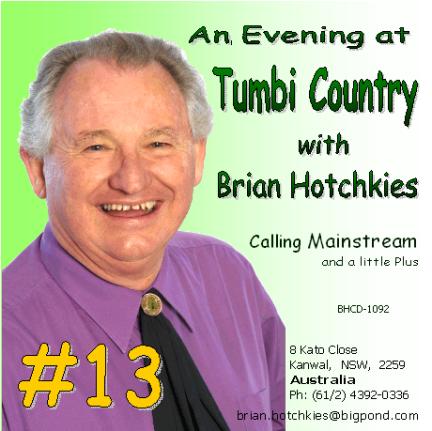 An Evening at
Tumbi Country
with
Brian Hotchkies
Calling Mainstream
and a little Plus
BHCD-1092
#13
8 Kato Close
Kanwal, NSW, 2259
Australia
Ph: (61/2) 4392-0336
brian.hotchkies@bigpond.com